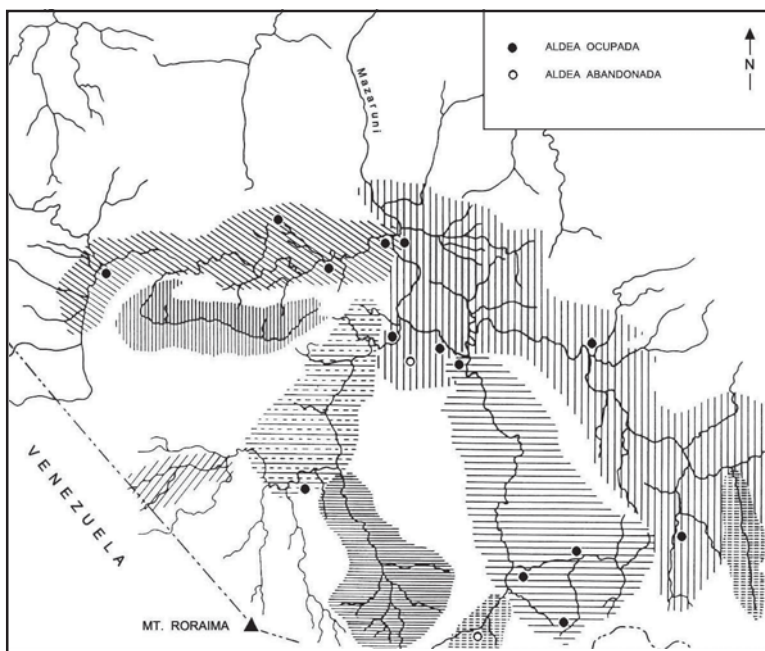 ALDEA OCUPADA
ALDEA ABANDONADA
N
Mazaruni
VENEZUELA
MT. RORAIMA